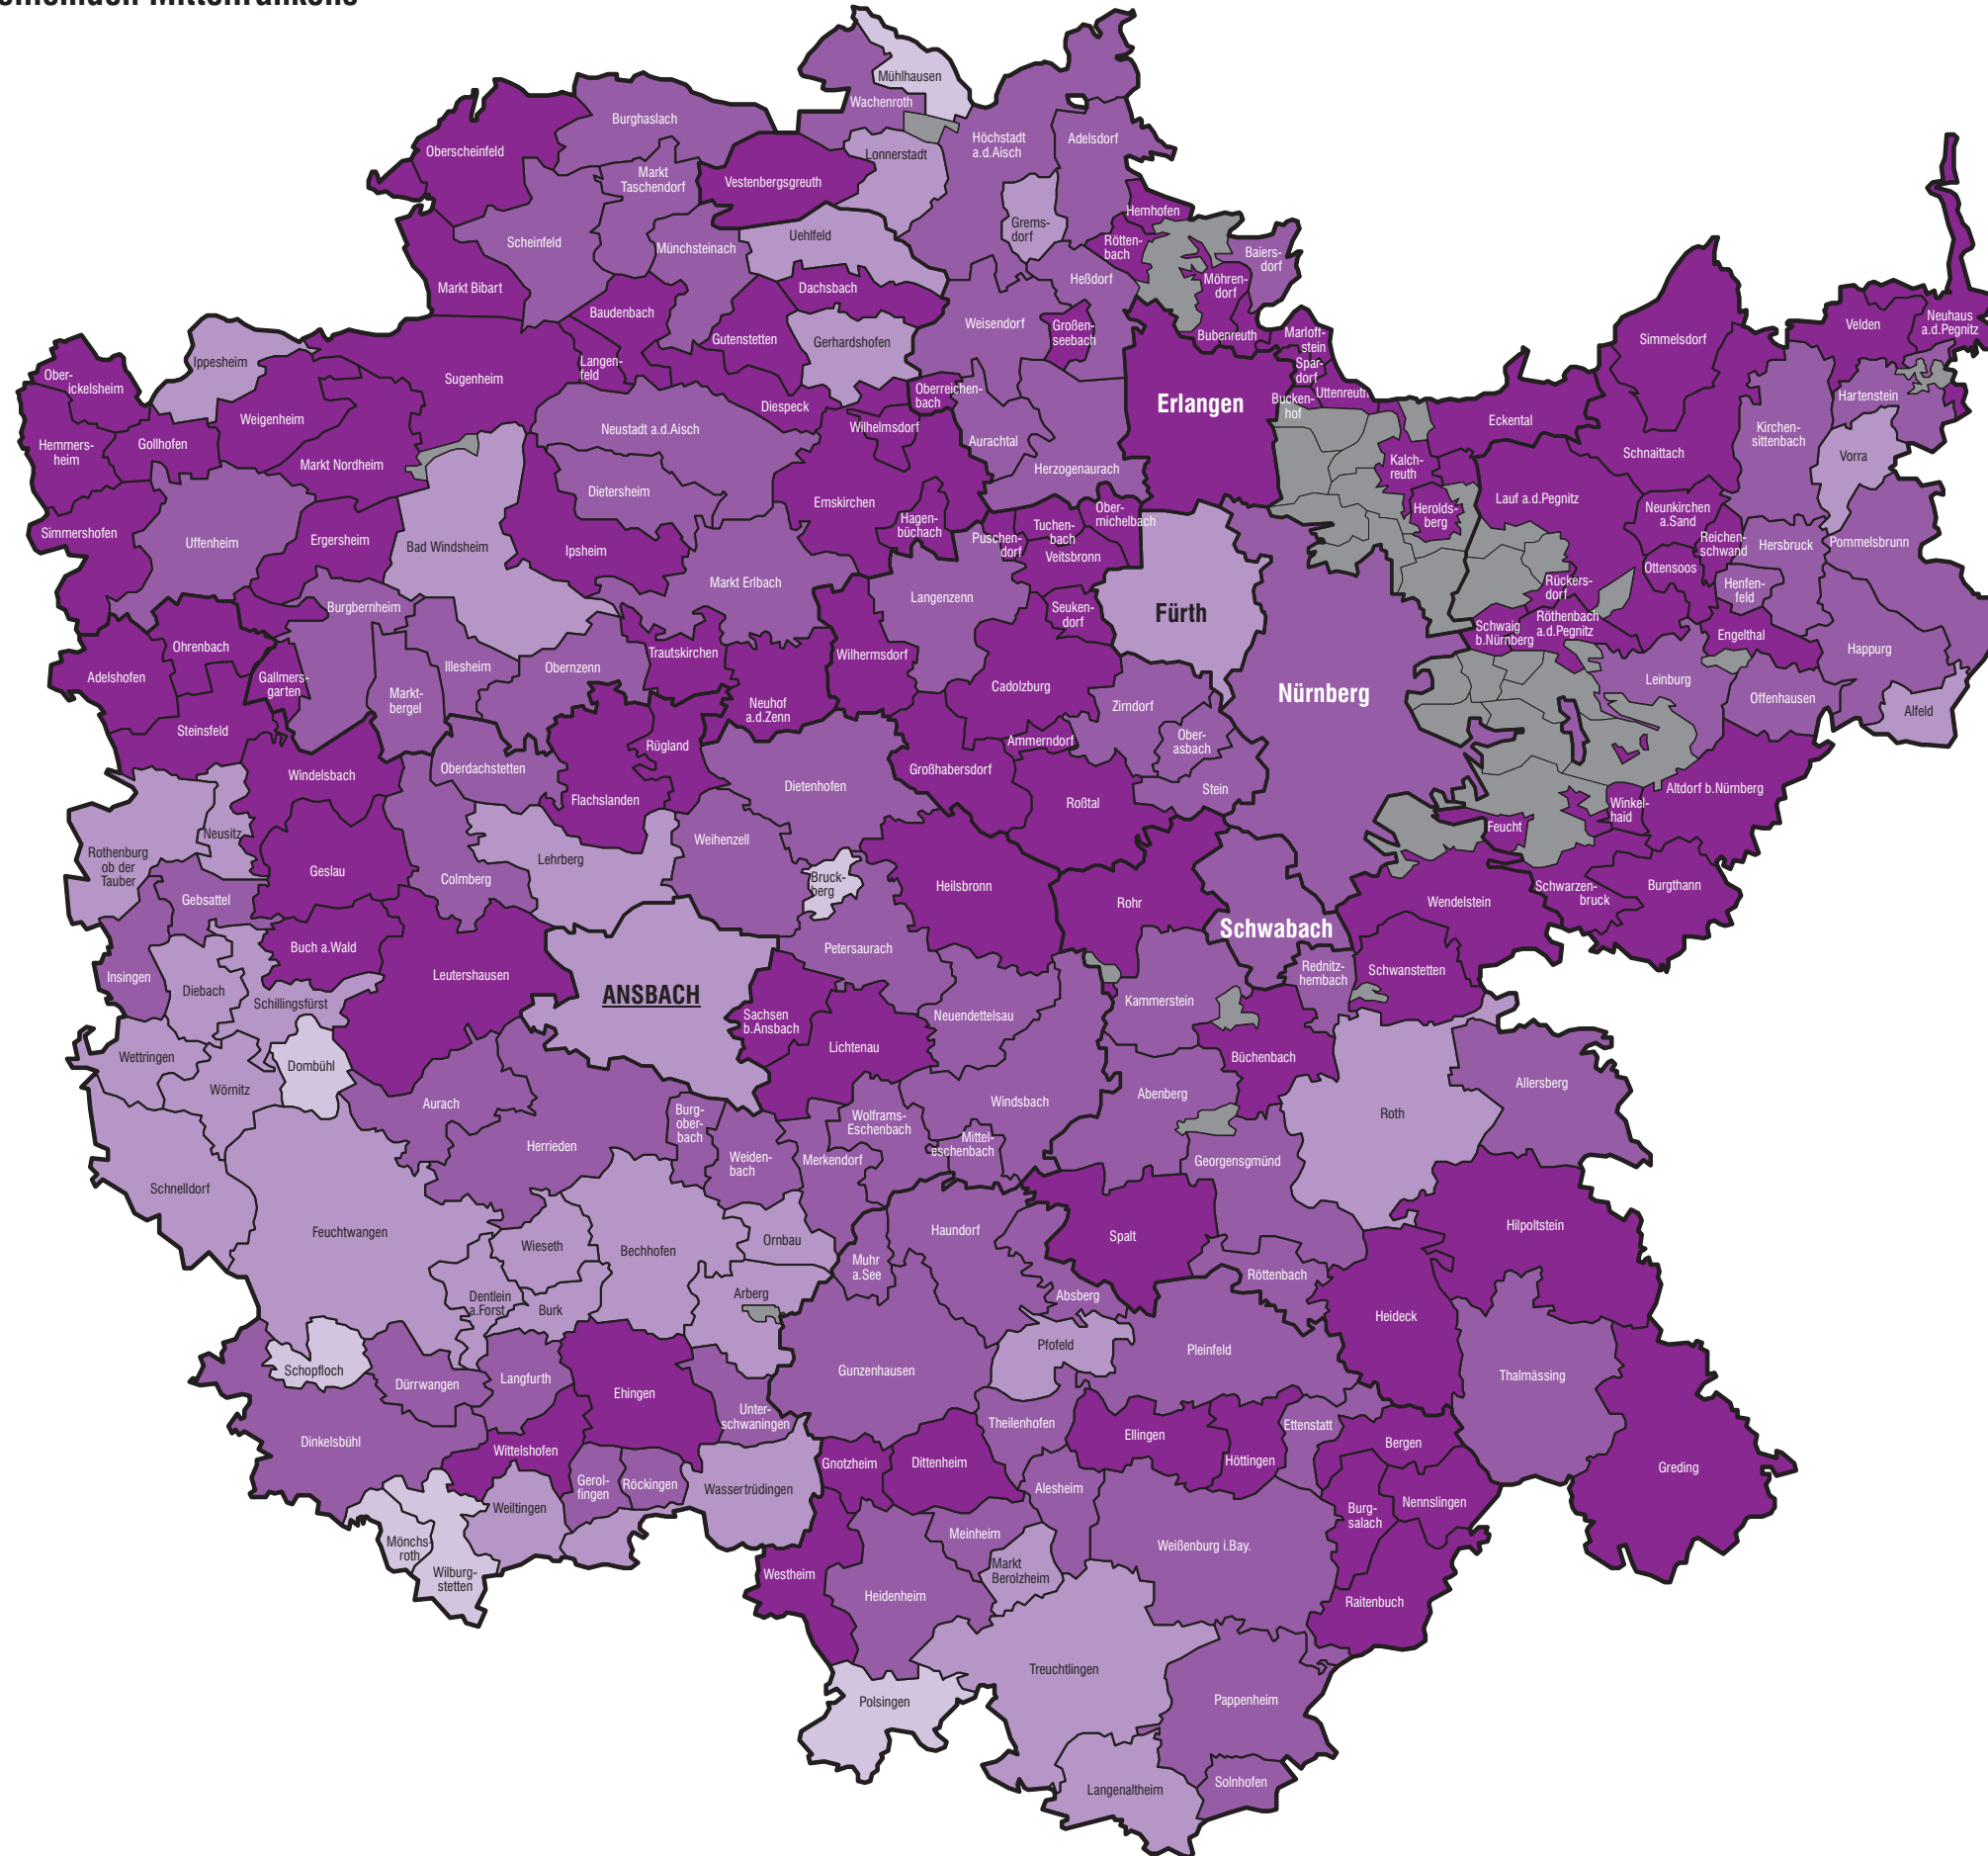 Mühlhausen
Wachenroth
Burghaslach
Höchstadt
a.d.Aisch
Adelsdorf
Oberscheinfeld
Lonnerstadt
Markt
Taschendorf
Vestenbergsgreuth
Hemhofen
Grems-
dorf
Uehlfeld
Scheinfeld
Münchsteinach
Rötten-
bach
Baiers-
dorf
Heßdorf
Möhren-
dorf
Markt Bibart
Dachsbach
Baudenbach
Weisendorf
Großen-
seebach
Gutenstetten
Gerhardshofen
Bubenreuth
Marloff-
stein
Simmelsdorf
Velden
Neuhaus
a.d.Pegnitz
Ippesheim
Ober-
ickelsheim
Sugenheim
Langen-
feld
Spar-
dorf
Uttenreuth
Oberreichen-
bach
Erlangen
Bucken-
hof
Hartenstein
Diespeck
Weigenheim
Eckental
Neustadt a.d.Aisch
Wilhelmsdorf
Kirchen-
sittenbach
Hemmers-
heim
Gollhofen
Aurachtal
Markt Nordheim
Kalch-
reuth
Schnaittach
Vorra
Herzogenaurach
Dietersheim
Lauf a.d.Pegnitz
Emskirchen
Ober-
michelbach
Herolds-
berg
Neunkirchen
a.Sand
Simmershofen
Hagen-
büchach
Tuchen-
bach
Uffenheim
Ergersheim
Bad Windsheim
Ipsheim
Puschen-
dorf
Veitsbronn
Reichen-
schwand
Hersbruck
Pommelsbrunn
Ottensoos
Markt Erlbach
Langenzenn
Rückers-
dorf
Henfen-
feld
Burgbernheim
Seuken-
dorf
Fürth
Röthenbach
a.d.Pegnitz
Schwaig
b.Nürnberg
Engelthal
Ohrenbach
Trautskirchen
Wilhermsdorf
Happurg
Illesheim
Obernzenn
Adelshofen
Gallmers-
garten
Markt-
bergel
Cadolzburg
Nürnberg
Leinburg
Offenhausen
Neuhof
a.d.Zenn
Zirndorf
Alfeld
Steinsfeld
Rügland
Ammerndorf
Ober-
asbach
Windelsbach
Oberdachstetten
Großhabersdorf
Dietenhofen
Stein
Altdorf b.Nürnberg
Flachslanden
Roßtal
Winkel-
haid
Feucht
Neusitz
Weihenzell
Rothenburg
ob der
Tauber
Lehrberg
Geslau
Colmberg
Bruck-
berg
Heilsbronn
Gebsattel
Rohr
Wendelstein
Schwarzen-
bruck
Burgthann
Schwabach
Buch a.Wald
Petersaurach
Insingen
Leutershausen
Rednitz-
hembach
Schwanstetten
Diebach
Schillingsfürst
ANSBACH
Kammerstein
Sachsen
b.Ansbach
Neuendettelsau
Lichtenau
Wettringen
Dombühl
Büchenbach
Wörnitz
Allersberg
Aurach
Abenberg
Windsbach
Roth
Burg-
ober-
bach
Wolframs-
Eschenbach
Herrieden
Mittel-
eschenbach
Weiden-
bach
Merkendorf
Georgensgmünd
Schnelldorf
Feuchtwangen
Haundorf
Spalt
Hilpoltstein
Wieseth
Bechhofen
Ornbau
Muhr
a.See
Röttenbach
Dentlein
a.Forst
Burk
Arberg
Absberg
Heideck
Pfofeld
Pleinfeld
Schopfloch
Dürrwangen
Langfurth
Gunzenhausen
Thalmässing
Ehingen
Unter-
schwaningen
Theilenhofen
Ettenstatt
Ellingen
Dinkelsbühl
Wittelshofen
Bergen
Gnotzheim
Dittenheim
Höttingen
Greding
Gerol-
fingen
Röckingen
Wassertrüdingen
Alesheim
Weiltingen
Burg-
salach
Nennslingen
Meinheim
Mönchs-
roth
Weißenburg i.Bay.
Wilburg-
stetten
Westheim
Markt
Berolzheim
Heidenheim
Raitenbuch
Treuchtlingen
Polsingen
Pappenheim
Solnhofen
Langenaltheim